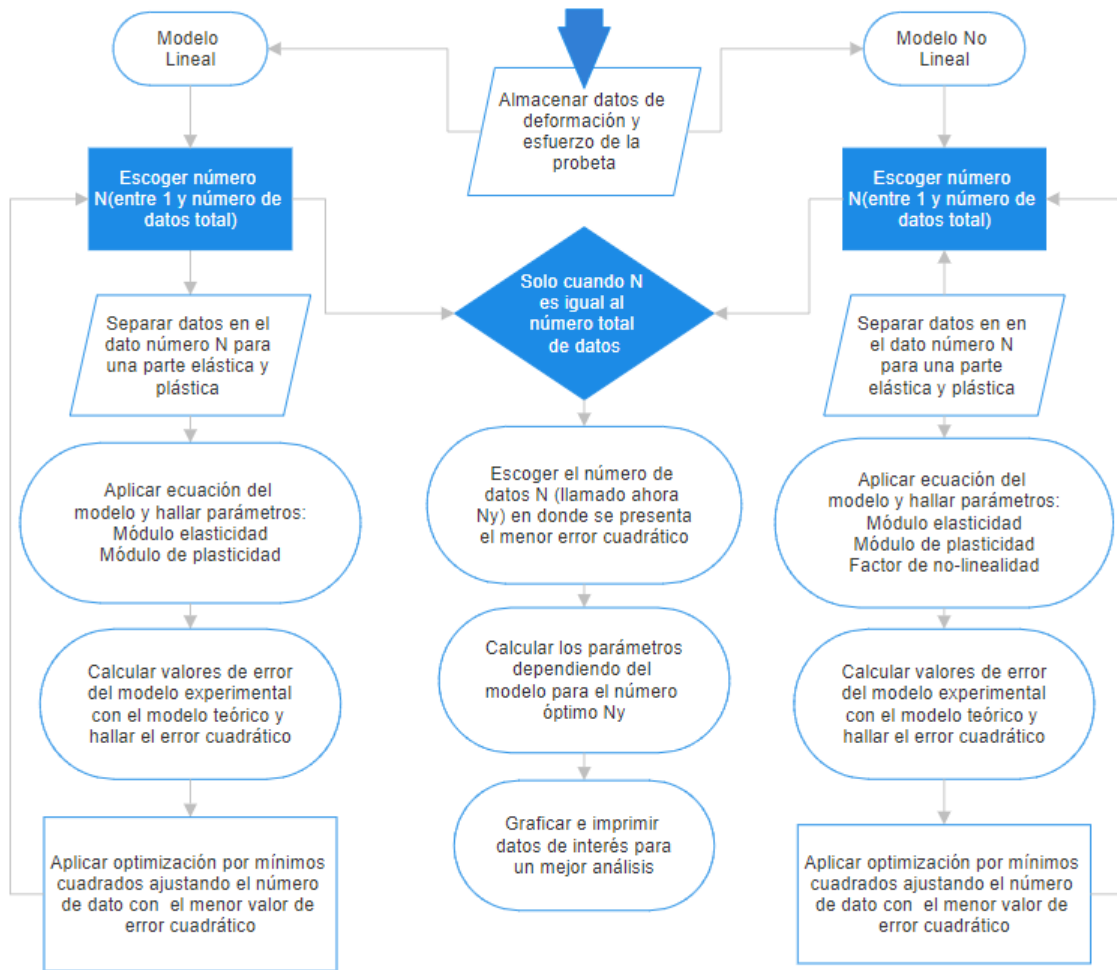 Modelo
Lineal
Almacenar datos de
deformación y
esfuerzo de la
probeta
Modelo No
Lineal
Escoger número
N(entre 1 y número de
datos total)
Solo cuando N
es igual al
número total
de datos
Escoger número
N(entre 1 y número de
datos total)
Separar datos en el
dato número N para
una parte elástica y
plástica
Separar datos en en
el dato número N
para una parte
elástica y plástica
Aplicar ecuación del
modelo y hallar parámetros:
Módulo elasticidad
Módulo de plasticidad
Escoger el número de
datos N (llamado ahora
Ny) en donde se presenta
el menor error cuadrático
Aplicar ecuación del
modelo y hallar parámetros:
Módulo elasticidad
Módulo de plasticidad
Factor de no-linealidad
Calcular valores de error
del modelo experimental
con el modelo teórico y
hallar el error cuadrático
Calcular los parámetros
dependiendo del
modelo para el número
óptimo Ny
Calcular valores de error
del modelo experimental
con el modelo teórico y
hallar el error cuadrático
Aplicar optimización por mínimos
cuadrados ajustando el número
de dato con el menor valor de
error cuadrático
Graficar e imprimir
datos de interés para
un mejor análisis
Aplicar optimización por mínimos
cuadrados ajustando el número
de dato con el menor valor de
error cuadrático